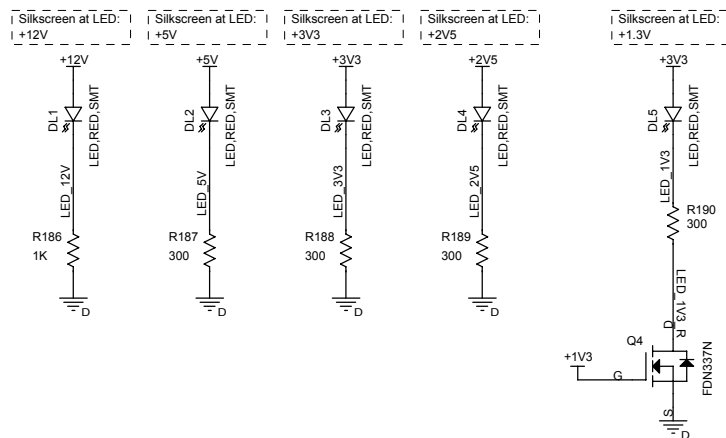 Silkscreen at LED:
+12V
Silkscreen at LED:
+5V
Silkscreen at LED:
+3V3
Silkscreen at LED:
+2V5
Silkscreen at LED:
+1.3V
+12V
+5V
+3V3
+2V5
+3V3
DL1
LED,RED,SMT
DL2
LED,RED,SMT
DL3
LED,RED,SMT
DL4
LED,RED,SMT
DL5
LED,RED,SMT
LED_12V
LED_5V
LED_3V3
LED_2V5
LED_1V3
R186
1K
R187
300
R188
300
R189
300
R190
300
D
D
D
D
LED_1V3_R
D
Q4
+1V3
G
FDN337N
S
D